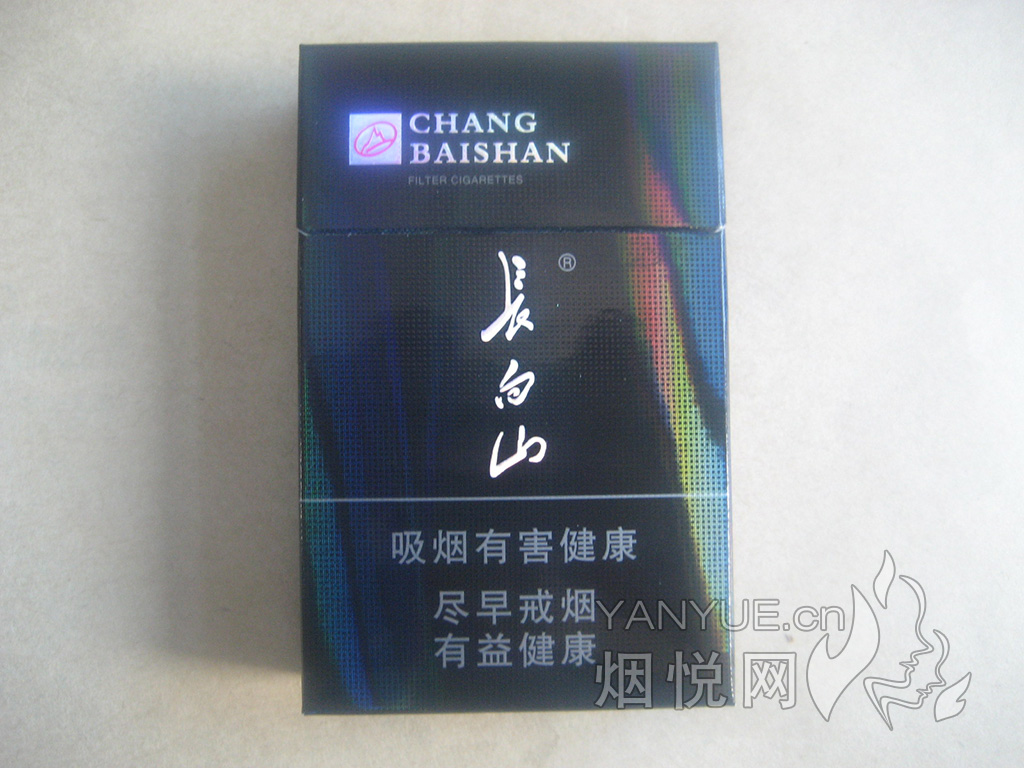 CHANG
BAISHAN
FILTER CIGARETTES
長白山
®
吸烟有害健康
尽早戒烟
有益健康
YANYUE.cn
烟悦网